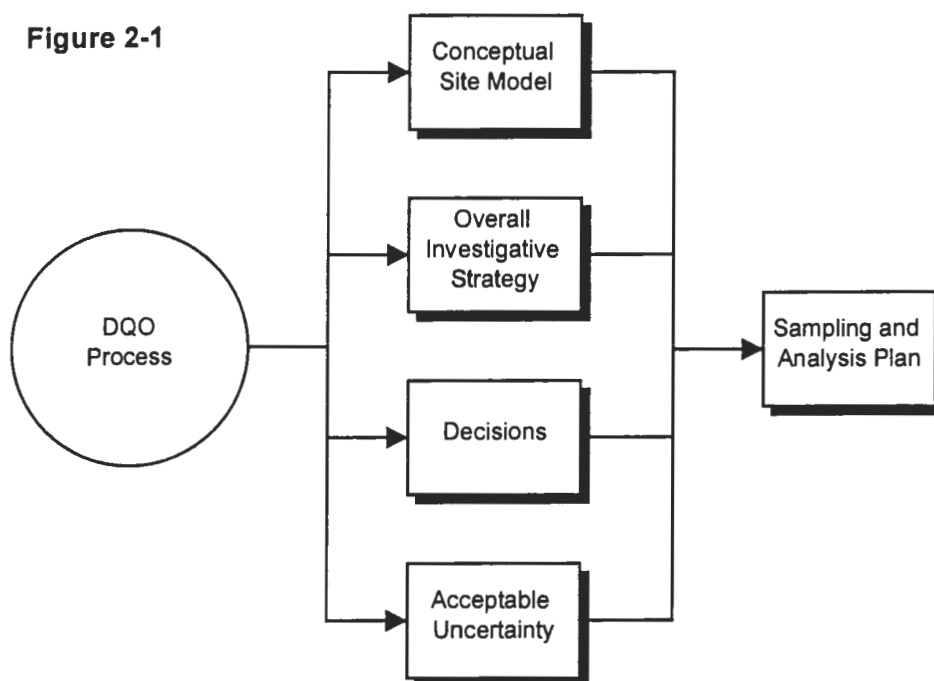 Figure 2-1
Conceptual
Site Model
Overall
Investigative
Strategy
DQO
Process
Sampling and
Analysis Plan
Decisions
Acceptable
Uncertainty